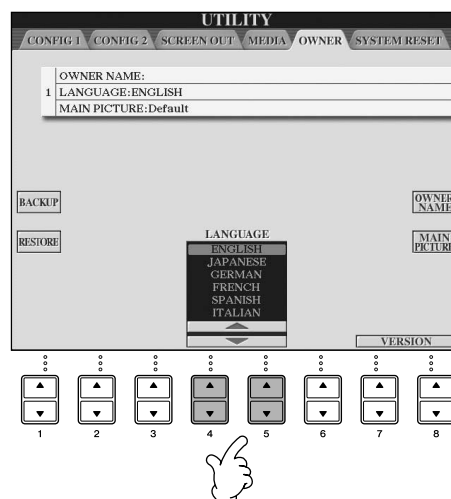 UTILITY
CONFIG 1 CONFIG 2 SCREEN OUT MEDIA OWNER SYSTEM RESET
OWNER NAME:
1 LANGUAGE:ENGLISH
MAIN PICTURE:Default
BACKUP
OWNER
NAME
RESTORE
MAIN
PICTURE
LANGUAGE
ENGLISH
JAPANESE
GERMAN
FRENCH
SPANISH
ITALIAN
VERSION
1 2 3 4 5 6 7 8